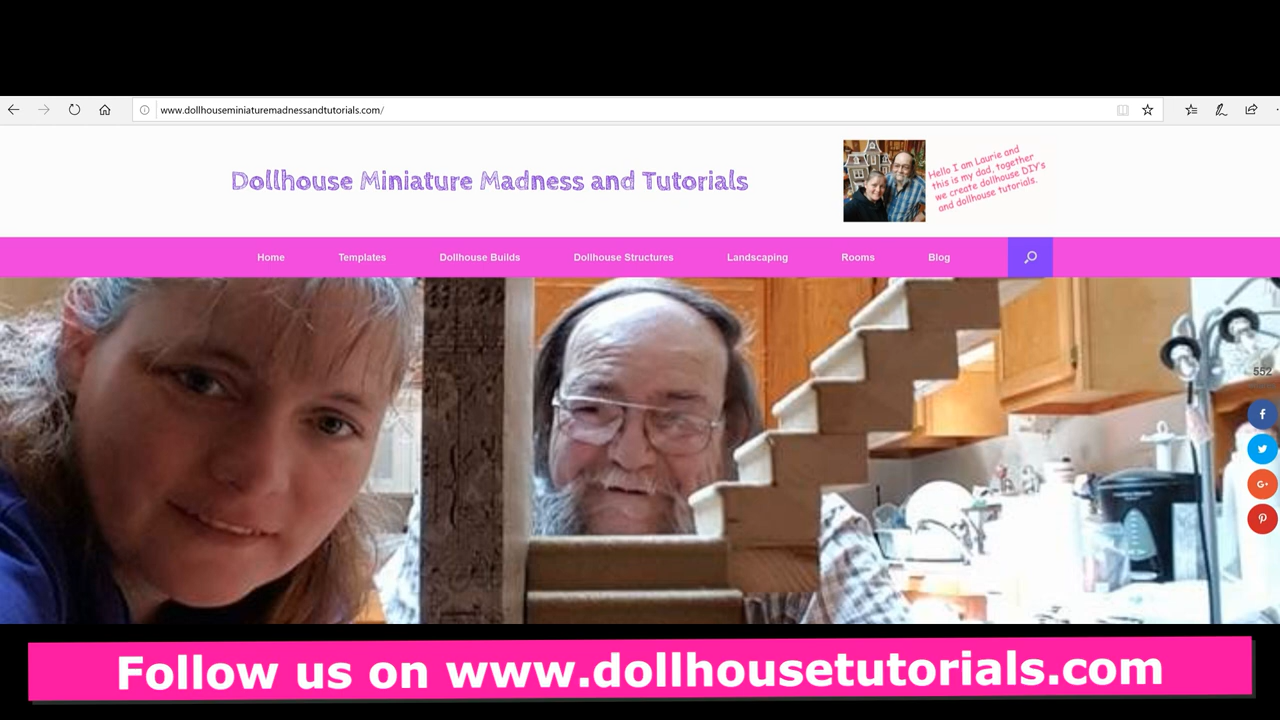 www.dollhouseminiaturemadnessandtutorials.com/
Dollhouse Miniature Madness and Tutorials
Hello I am Laurie and
this is my dad, together
we create dollhouse DIY's
and dollhouse tutorials.
Home Templates Dollhouse Builds Dollhouse Structures Landscaping Rooms Blog
552
f
G+
Follow us on www.dollhousetutorials.com